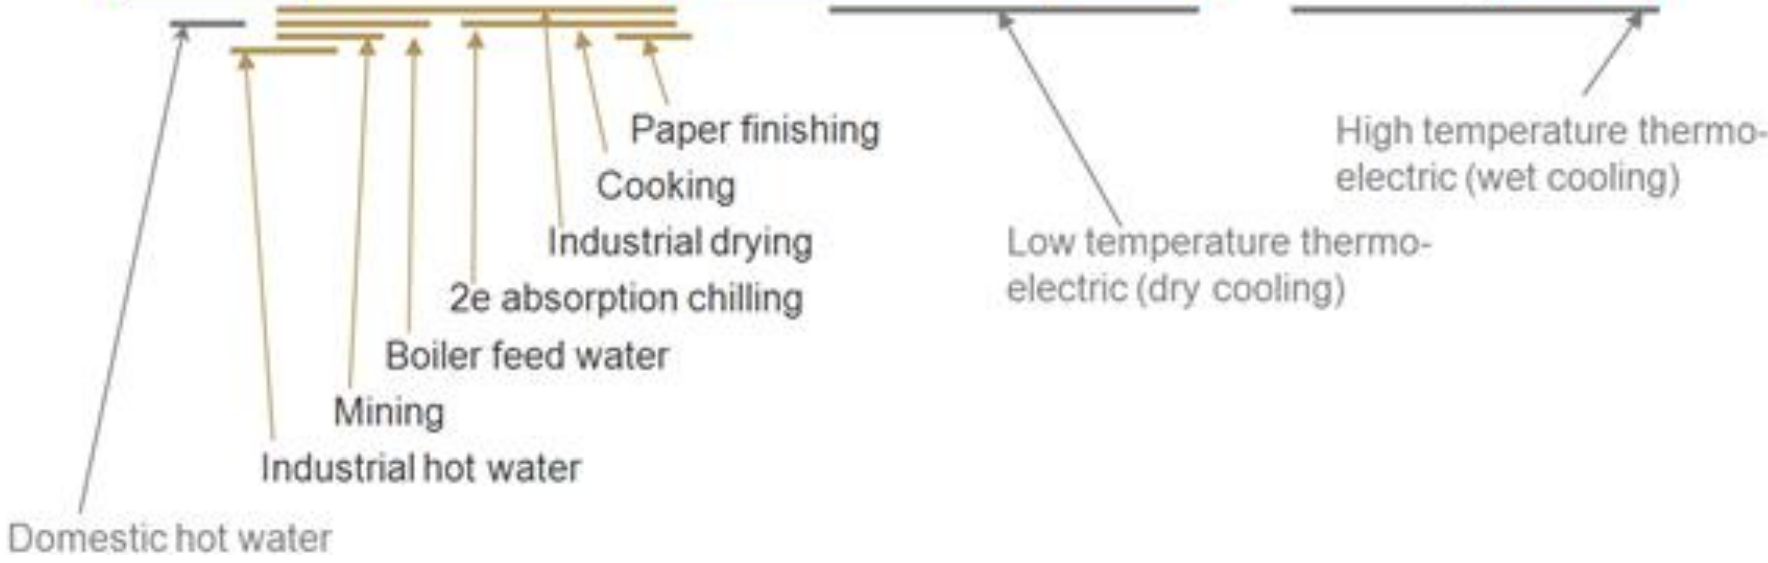 Paper finishing
Cooking
Industrial drying
2e absorption chilling
Boiler feed water
Mining
Industrial hot water
Domestic hot water
Low temperature thermo-
electric (dry cooling)
High temperature thermo-
electric (wet cooling)